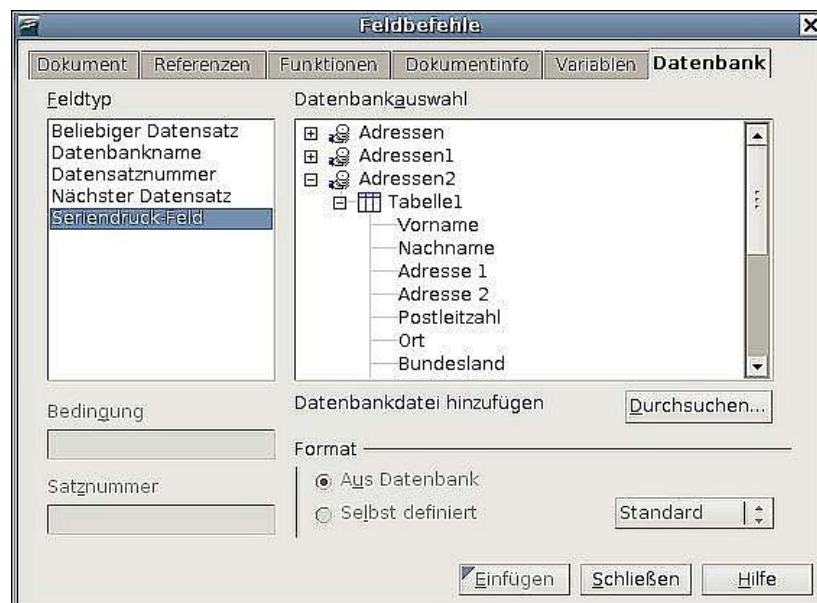 Feldbefehle
Dokument Referenzen Funktionen Dokumentinfo Variablen Datenbank
Feldtyp
Beliebiger Datensatz
Datenbankname
Datensatznummer
Nächster Datensatz
Seriendruck-Feld
Datenbankauswahl
Adressen
Adressen1
Adressen2
Tabelle1
Vorname
Nachname
Adresse 1
Adresse 2
Postleitzahl
Ort
Bundesland
Bedingung
Satznummer
Datenbankdatei hinzufügen Durchsuchen...
Format
Aus Datenbank
Selbst definiert Standard
Einfügen Schließen Hilfe